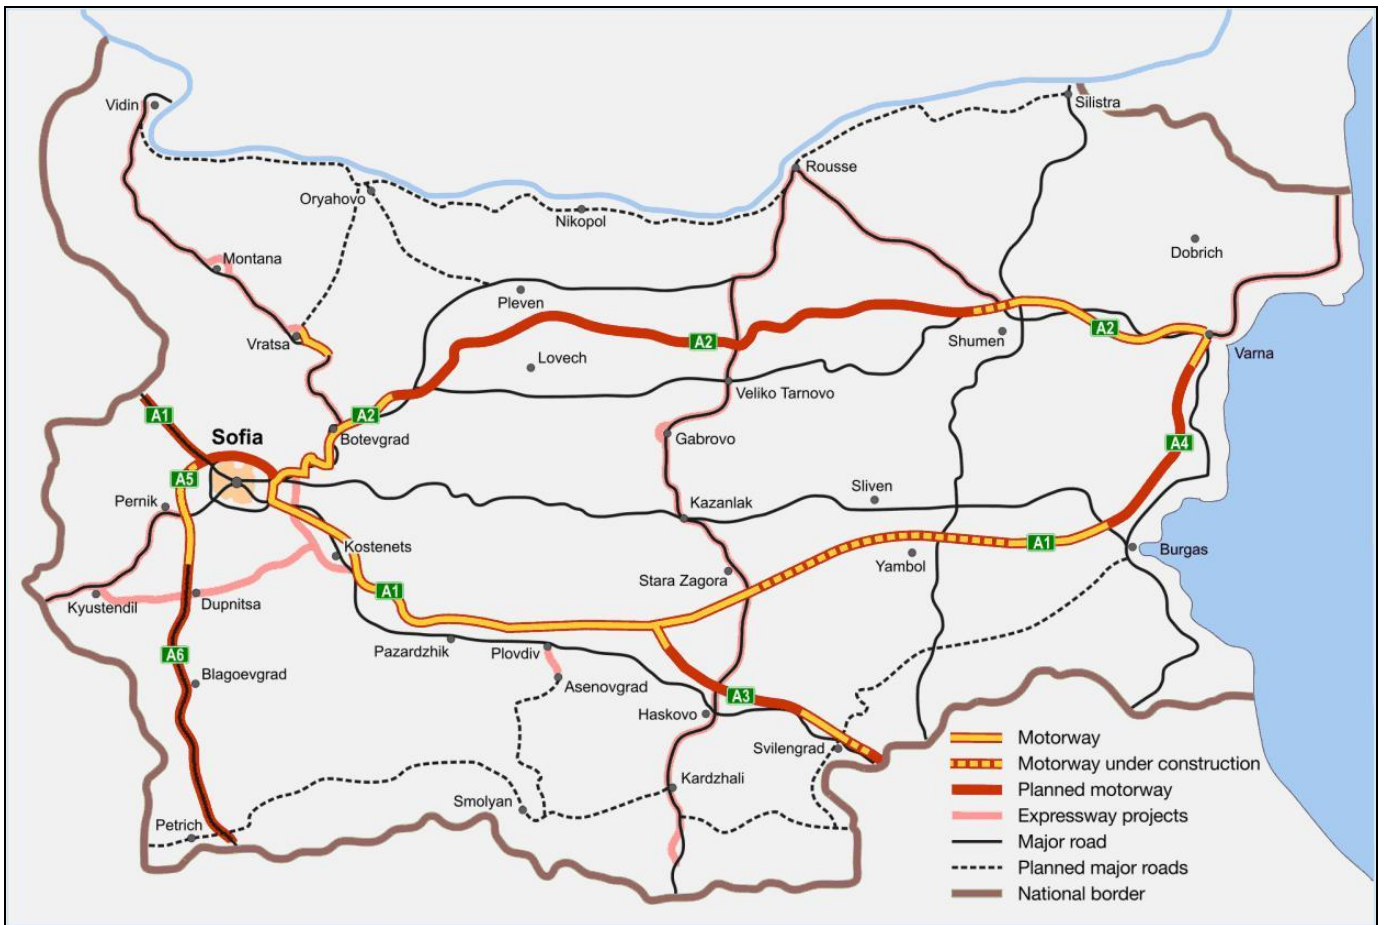 Vidin
Silistra
Rousse
Oryahovo
Nikopol
Dobrich
Montana
Pleven
Vratsa
A2
A2
Shumen
Lovech
Varna
Veliko Tarnovo
A1
A2
Sofia
Botevgrad
Gabrovo
A4
A5
Pernik
Sliven
Kazanlak
Kostenets
A1
Burgas
Yambol
Stara Zagora
A1
Kyustendil
Dupnitsa
A6
Pazardzhik
Plovdiv
Blagoevgrad
Asenovgrad
A3
Haskovo
Svilengrad
Kardzhali
Smolyan
Petrich
Motorway
Motorway under construction
Planned motorway
Expressway projects
Major road
Planned major roads
National border